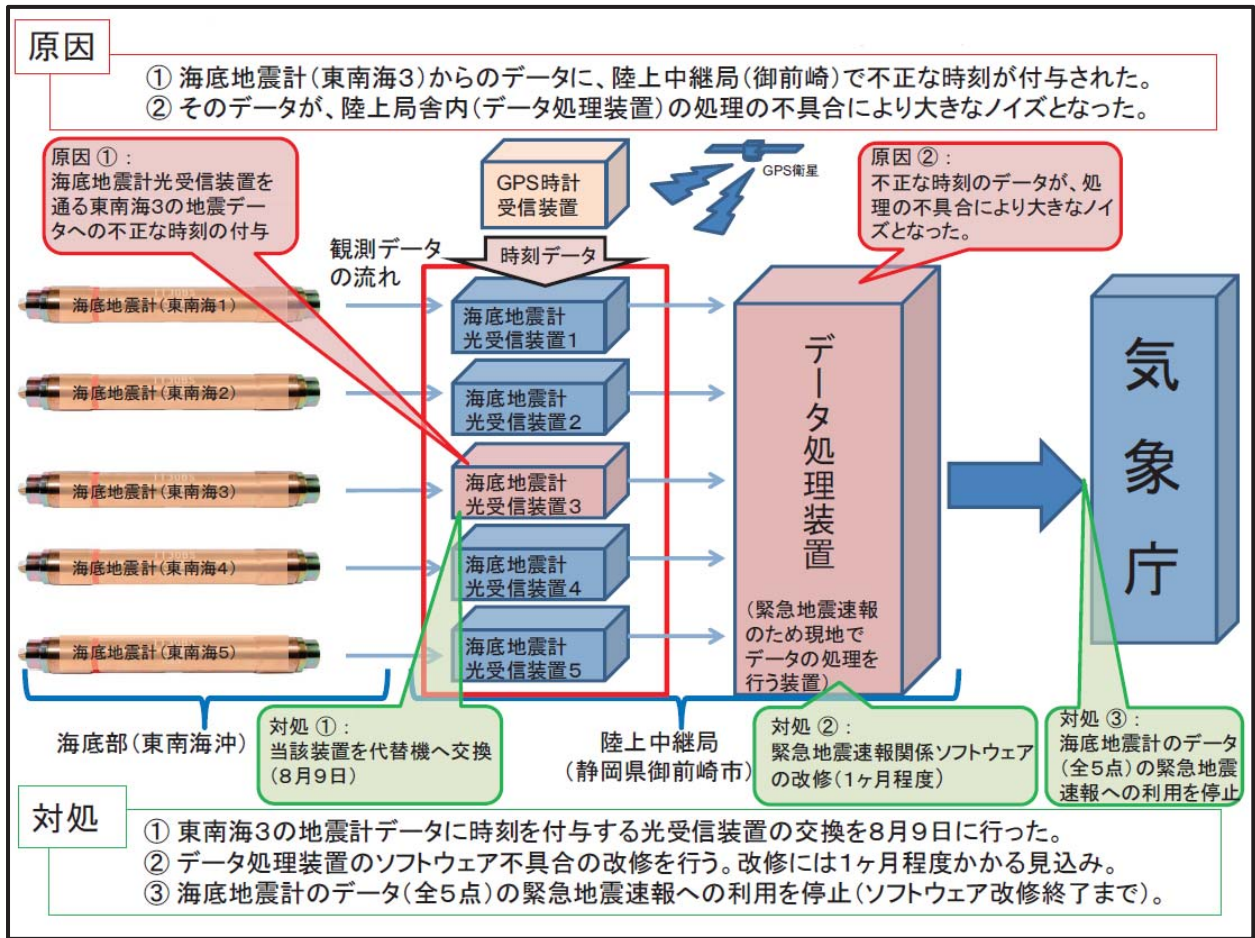 原因
① 海底地震計(東南海3)からのデータに、陸上中継局(御前崎)で不正な時刻が付与された。
② そのデータが、陸上局舎内(データ処理装置)の処理の不具合により大きなノイズとなった。
原因 ①:
海底地震計光受信装置を
通る東南海3の地震デー
タへの不正な時刻の付与
GPS時計
受信装置
GPS衛星
原因 ②:
不正な時刻のデータが、処
理の不具合により大きなノイ
ズとなった。
観測データ
の流れ
時刻データ
海底地震計(東南海1)
海底地震計(東南海2)
海底地震計(東南海3)
海底地震計(東南海4)
海底地震計(東南海5)
海底地震計
光受信装置1
海底地震計
光受信装置2
海底地震計
光受信装置3
海底地震計
光受信装置4
海底地震計
光受信装置5
データ処理装置
(緊急地震速報
のため現地で
データの処理を
行う装置)
気象庁
海底部(東南海沖)
対処 ①:
当該装置を代替機へ交換
(8月9日)
陸上中継局
(静岡県御前崎市)
対処 ②:
緊急地震速報関係ソフトウェア
の改修(1ヶ月程度)
対処 ③:
海底地震計のデータ
(全5点)の緊急地震
速報への利用を停止
対処
① 東南海3の地震計データに時刻を付与する光受信装置の交換を8月9日に行った。
② データ処理装置のソフトウェア不具合の改修を行う。改修には1ヶ月程度かかる見込み。
③ 海底地震計のデータ(全5点)の緊急地震速報への利用を停止(ソフトウェア改修終了まで)。